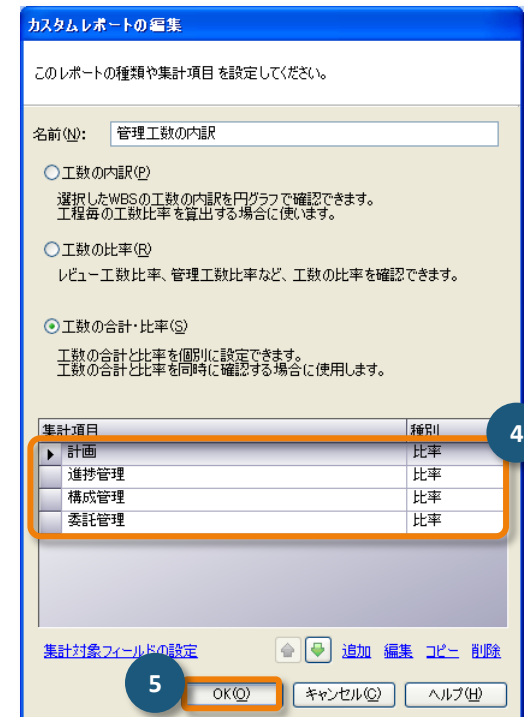 カスタムレポートの編集
このレポートの種類や集計項目を設定してください。
名前(N): 管理工数の内訳
工数の内訳(P)
選択したWBSの工数の内訳を円グラフで確認できます。
工程毎の工数比率を算出する場合に使います。
工数の比率(R)
レビュー工数比率、管理工数比率など、工数の比率を確認できます。
工数の合計・比率(S)
工数の合計と比率を個別に設定できます。
工数の合計と比率を同時に確認する場合に使用します。
集計項目 種別
4
計画 比率
進捗管理 比率
構成管理 比率
委託管理 比率
集計対象フィールドの設定 追加 編集 コピー 削除
5
OK(O) キャンセル(C) ヘルプ(H)